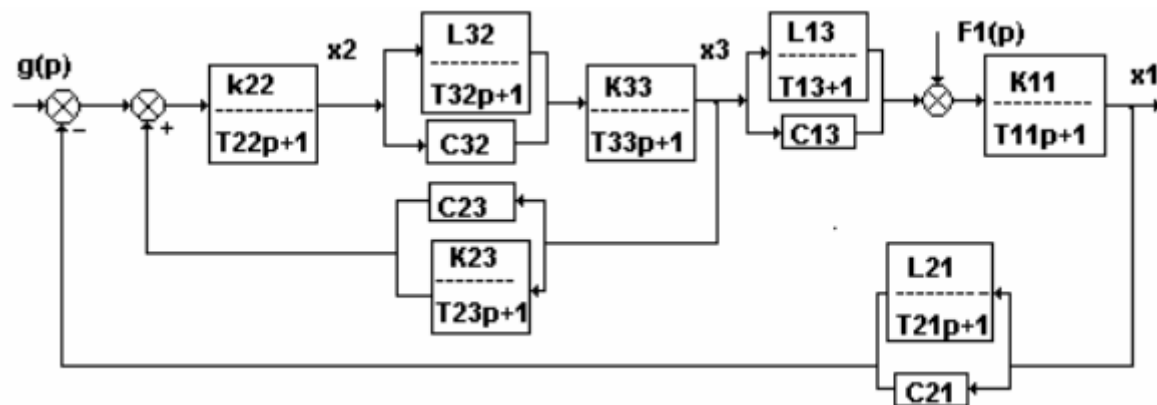 g(p)
+
−
k22
T22p+1
x2
L32
T32p+1
C32
K33
T33p+1
x3
L13
T13+1
C13
F1(p)
K11
T11p+1
x1
C23
K23
T23p+1
L21
T21p+1
C21